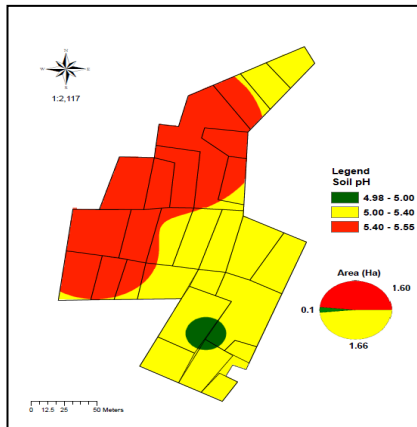 1:2,117
Legend
Soil pH
4.98 - 5.00
5.00 - 5.40
5.40 - 5.55
Area (Ha)
1.60
0.1
1.66
0 12.5 25 50 Meters